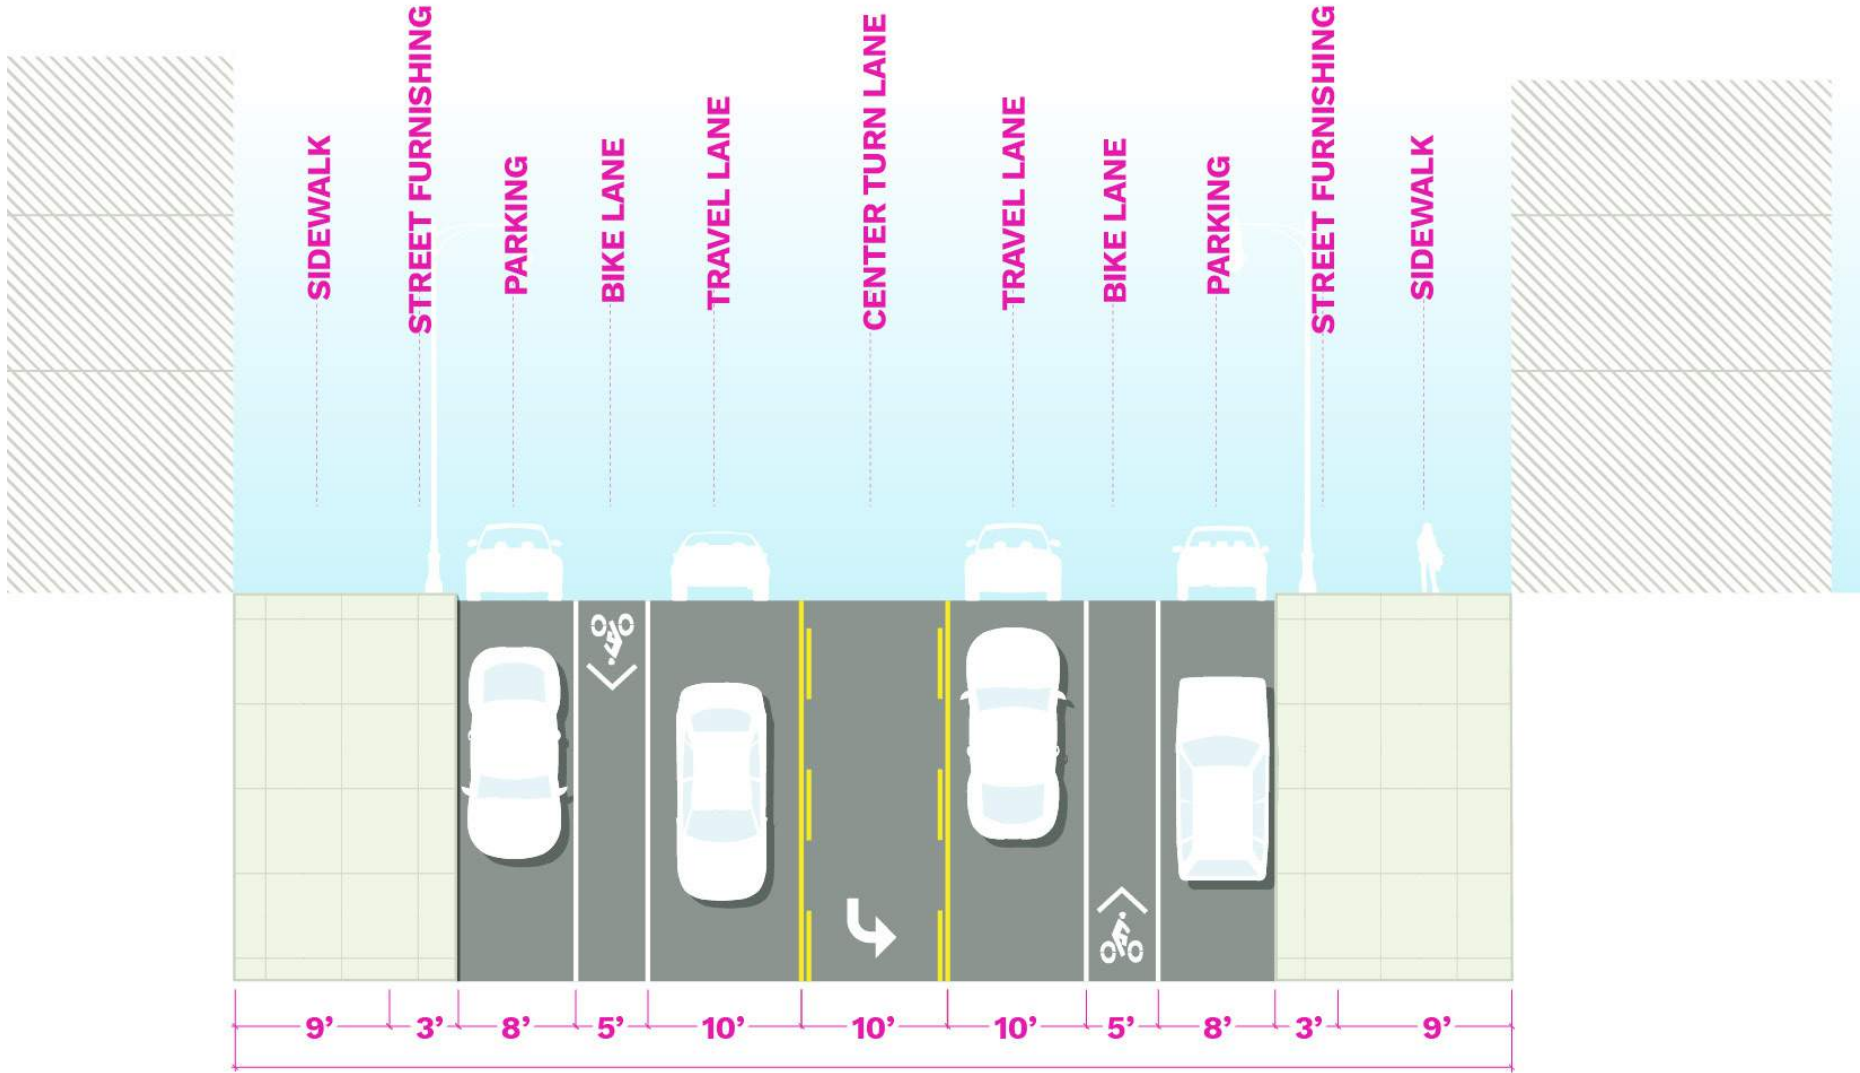 SIDEWALK
STREET FURNISHING
PARKING
BIKE LANE
TRAVEL LANE
CENTER TURN LANE
TRAVEL LANE
BIKE LANE
PARKING
STREET FURNISHING
SIDEWALK
9’
3’
8’
5’
10’
10’
10’
5’
8’
3’
9’